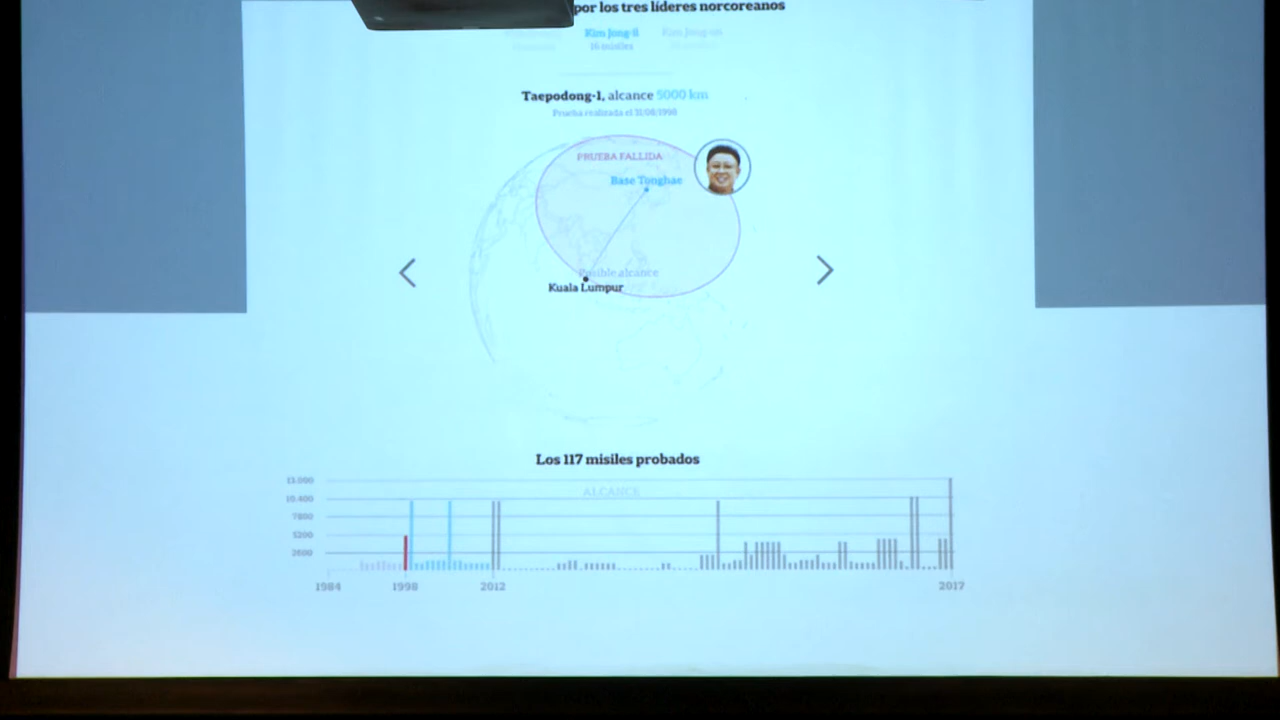 por los tres líderes norcoreanos
Kim Jong-il
16 misiles
Taepodong-1, alcance 5000 km
Prueba realizada el 31/08/1998
PRUEBA FALLIDA
Base Tonghae
Posible alcance
Kuala Lumpur
Los 117 misiles probados
13.000
ALCANCE
10.400
7800
5200
2600
1984 1998 2012 2017